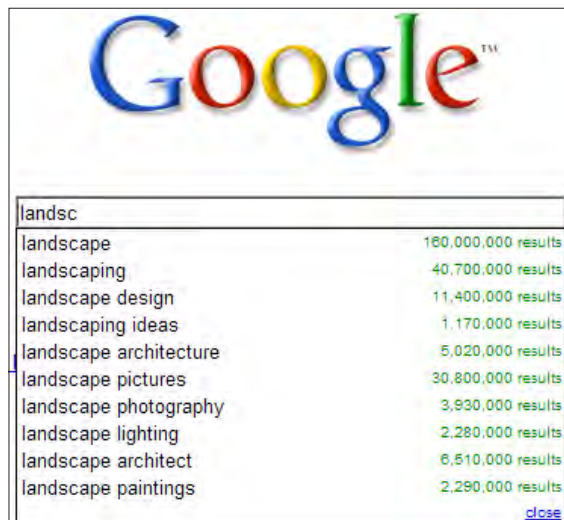 Google™
landsc
landscape 160,000,000 results
landscaping 40,700,000 results
landscape design 11,400,000 results
landscaping ideas 1,170,000 results
landscape architecture 5,020,000 results
landscape pictures 30,800,000 results
landscape photography 3,930,000 results
landscape lighting 2,280,000 results
landscape architect 6,510,000 results
landscape paintings 2,290,000 results
close